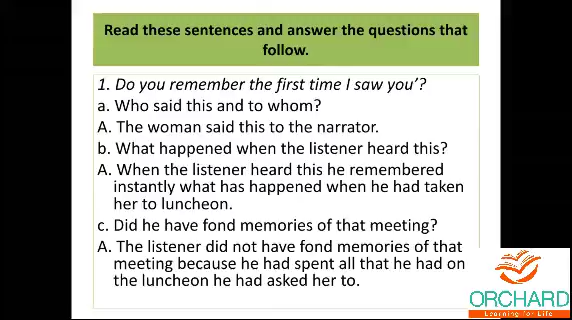 Read these sentences and answer the questions that
follow.
1. Do you remember the first time I saw you’?
a. Who said this and to whom?
A. The woman said this to the narrator.
b. What happened when the listener heard this?
A. When the listener heard this he remembered
instantly what has happened when he had taken
her to luncheon.
c. Did he have fond memories of that meeting?
A. The listener did not have fond memories of that
meeting because he had spent all that he had on
the luncheon he had asked her to.
ORCHARD
Learning for Life